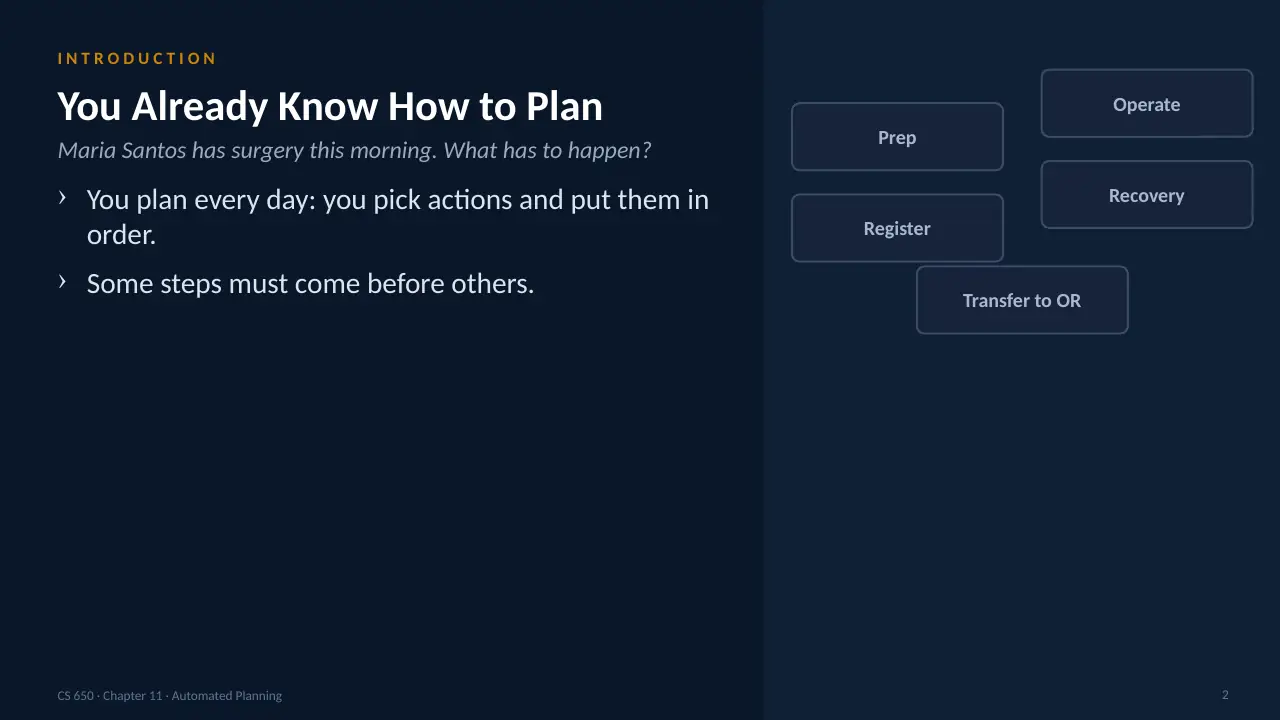 INTRODUCTION
You Already Know How to Plan
Maria Santos has surgery this morning. What has to happen?
› You plan every day: you pick actions and put them in
order.
› Some steps must come before others.
Operate
Prep
Recovery
Register
Transfer to OR
CS 650 · Chapter 11 · Automated Planning
2